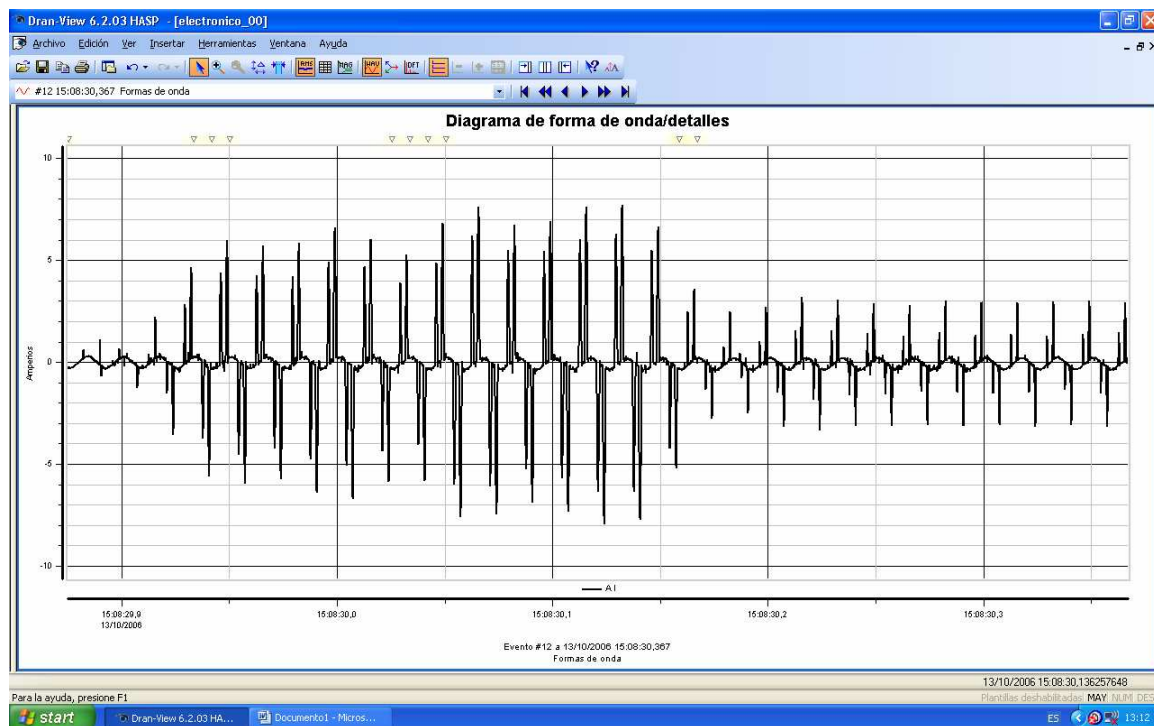 Dran-View 6.2.03 HASP - [electronico_00]
Archivo Edición Ver Insertar Herramientas Ventana Ayuda
RMS MAG WAV DFT
#12 15:08:30,367 Formas de onda
Diagrama de forma de onda/detalles
10
5
0
-5
-10
Amperios
A I
15:08:29,9 15:08:30,0 15:08:30,1 15:08:30,2 15:08:30,3
13/10/2006
Evento #12 a 13/10/2006 15:08:30,367
Formas de onda
13/10/2006 15:08:30,136257648
Para la ayuda, presione F1 Plantillas deshabilitadas MAY NUM DES
start Dran-View 6.2.03 HA... Documento1 - Micros... ES 13:12